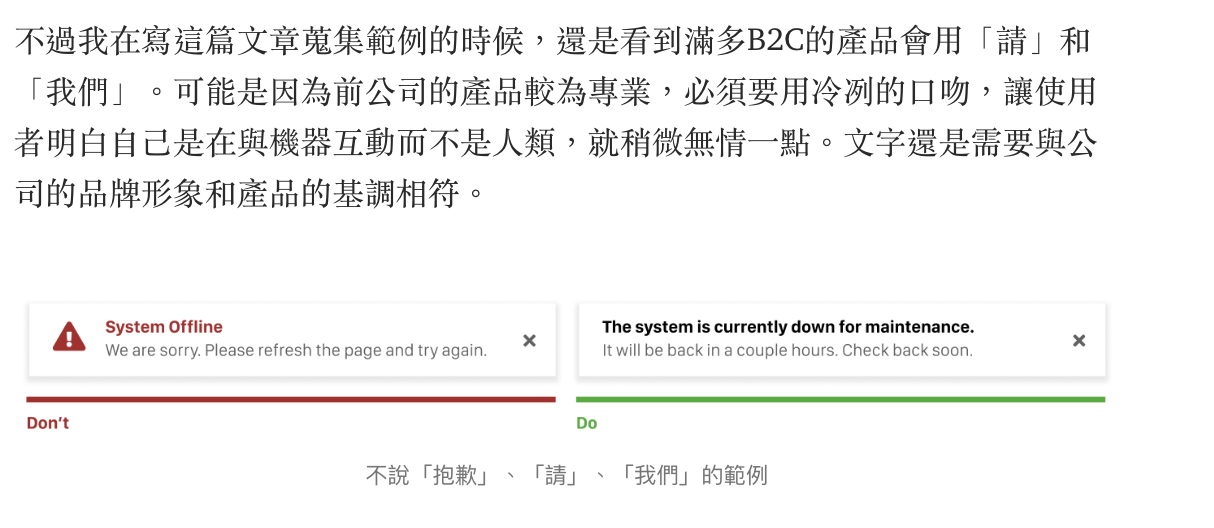 不過我在寫這篇文章蒐集範例的時候，還是看到滿多B2C的產品會用「請」和
「我們」。可能是因為前公司的產品較為專業，必須要用冷冽的口吻，讓使用
者明白自己是在與機器互動而不是人類，就稍微無情一點。文字還是需要與公
司的品牌形象和產品的基調相符。
System Offline
We are sorry. Please refresh the page and try again.
The system is currently down for maintenance.
It will be back in a couple hours. Check back soon.
Don't
Do
不說「抱歉」、「請」、「我們」的範例